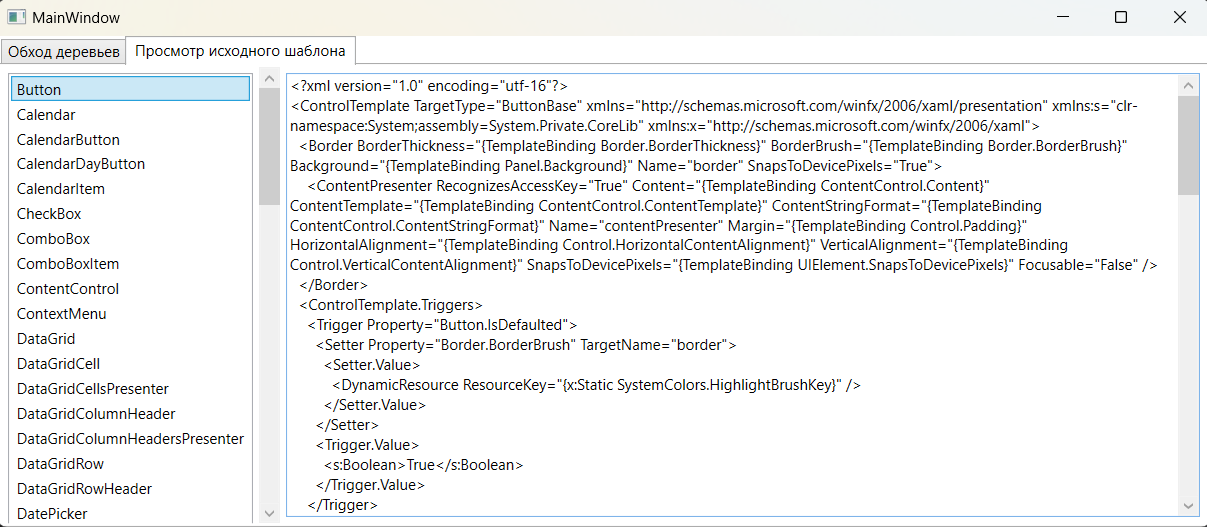 MainWindow
Обход деревьев
Просмотр исходного шаблона
Button
Calendar
CalendarButton
CalendarDayButton
CalendarItem
CheckBox
ComboBox
ComboBoxItem
ContentControl
ContextMenu
DataGrid
DataGridCell
DataGridCellsPresenter
DataGridColumnHeader
DataGridColumnHeadersPresenter
DataGridRow
DataGridRowHeader
DatePicker
<?xml version="1.0" encoding="utf-16"?>
<ControlTemplate TargetType="ButtonBase" xmlns="http://schemas.microsoft.com/winfx/2006/xaml/presentation" xmlns:s="clr-
namespace:System;assembly=System.Private.CoreLib" xmlns:x="http://schemas.microsoft.com/winfx/2006/xaml">
  <Border BorderThickness="{TemplateBinding Border.BorderThickness}" BorderBrush="{TemplateBinding Border.BorderBrush}"
Background="{TemplateBinding Panel.Background}" Name="border" SnapsToDevicePixels="True">
    <ContentPresenter RecognizesAccessKey="True" Content="{TemplateBinding ContentControl.Content}"
ContentTemplate="{TemplateBinding ContentControl.ContentTemplate}" ContentStringFormat="{TemplateBinding
ContentControl.ContentStringFormat}" Name="contentPresenter" Margin="{TemplateBinding Control.Padding}"
HorizontalAlignment="{TemplateBinding Control.HorizontalContentAlignment}" VerticalAlignment="{TemplateBinding
Control.VerticalContentAlignment}" SnapsToDevicePixels="{TemplateBinding UIElement.SnapsToDevicePixels}" Focusable="False" />
  </Border>
  <ControlTemplate.Triggers>
    <Trigger Property="Button.IsDefaulted">
      <Setter Property="Border.BorderBrush" TargetName="border">
        <Setter.Value>
          <DynamicResource ResourceKey="{x:Static SystemColors.HighlightBrushKey}" />
        </Setter.Value>
      </Setter>
      <Trigger.Value>
        <s:Boolean>True</s:Boolean>
      </Trigger.Value>
    </Trigger>